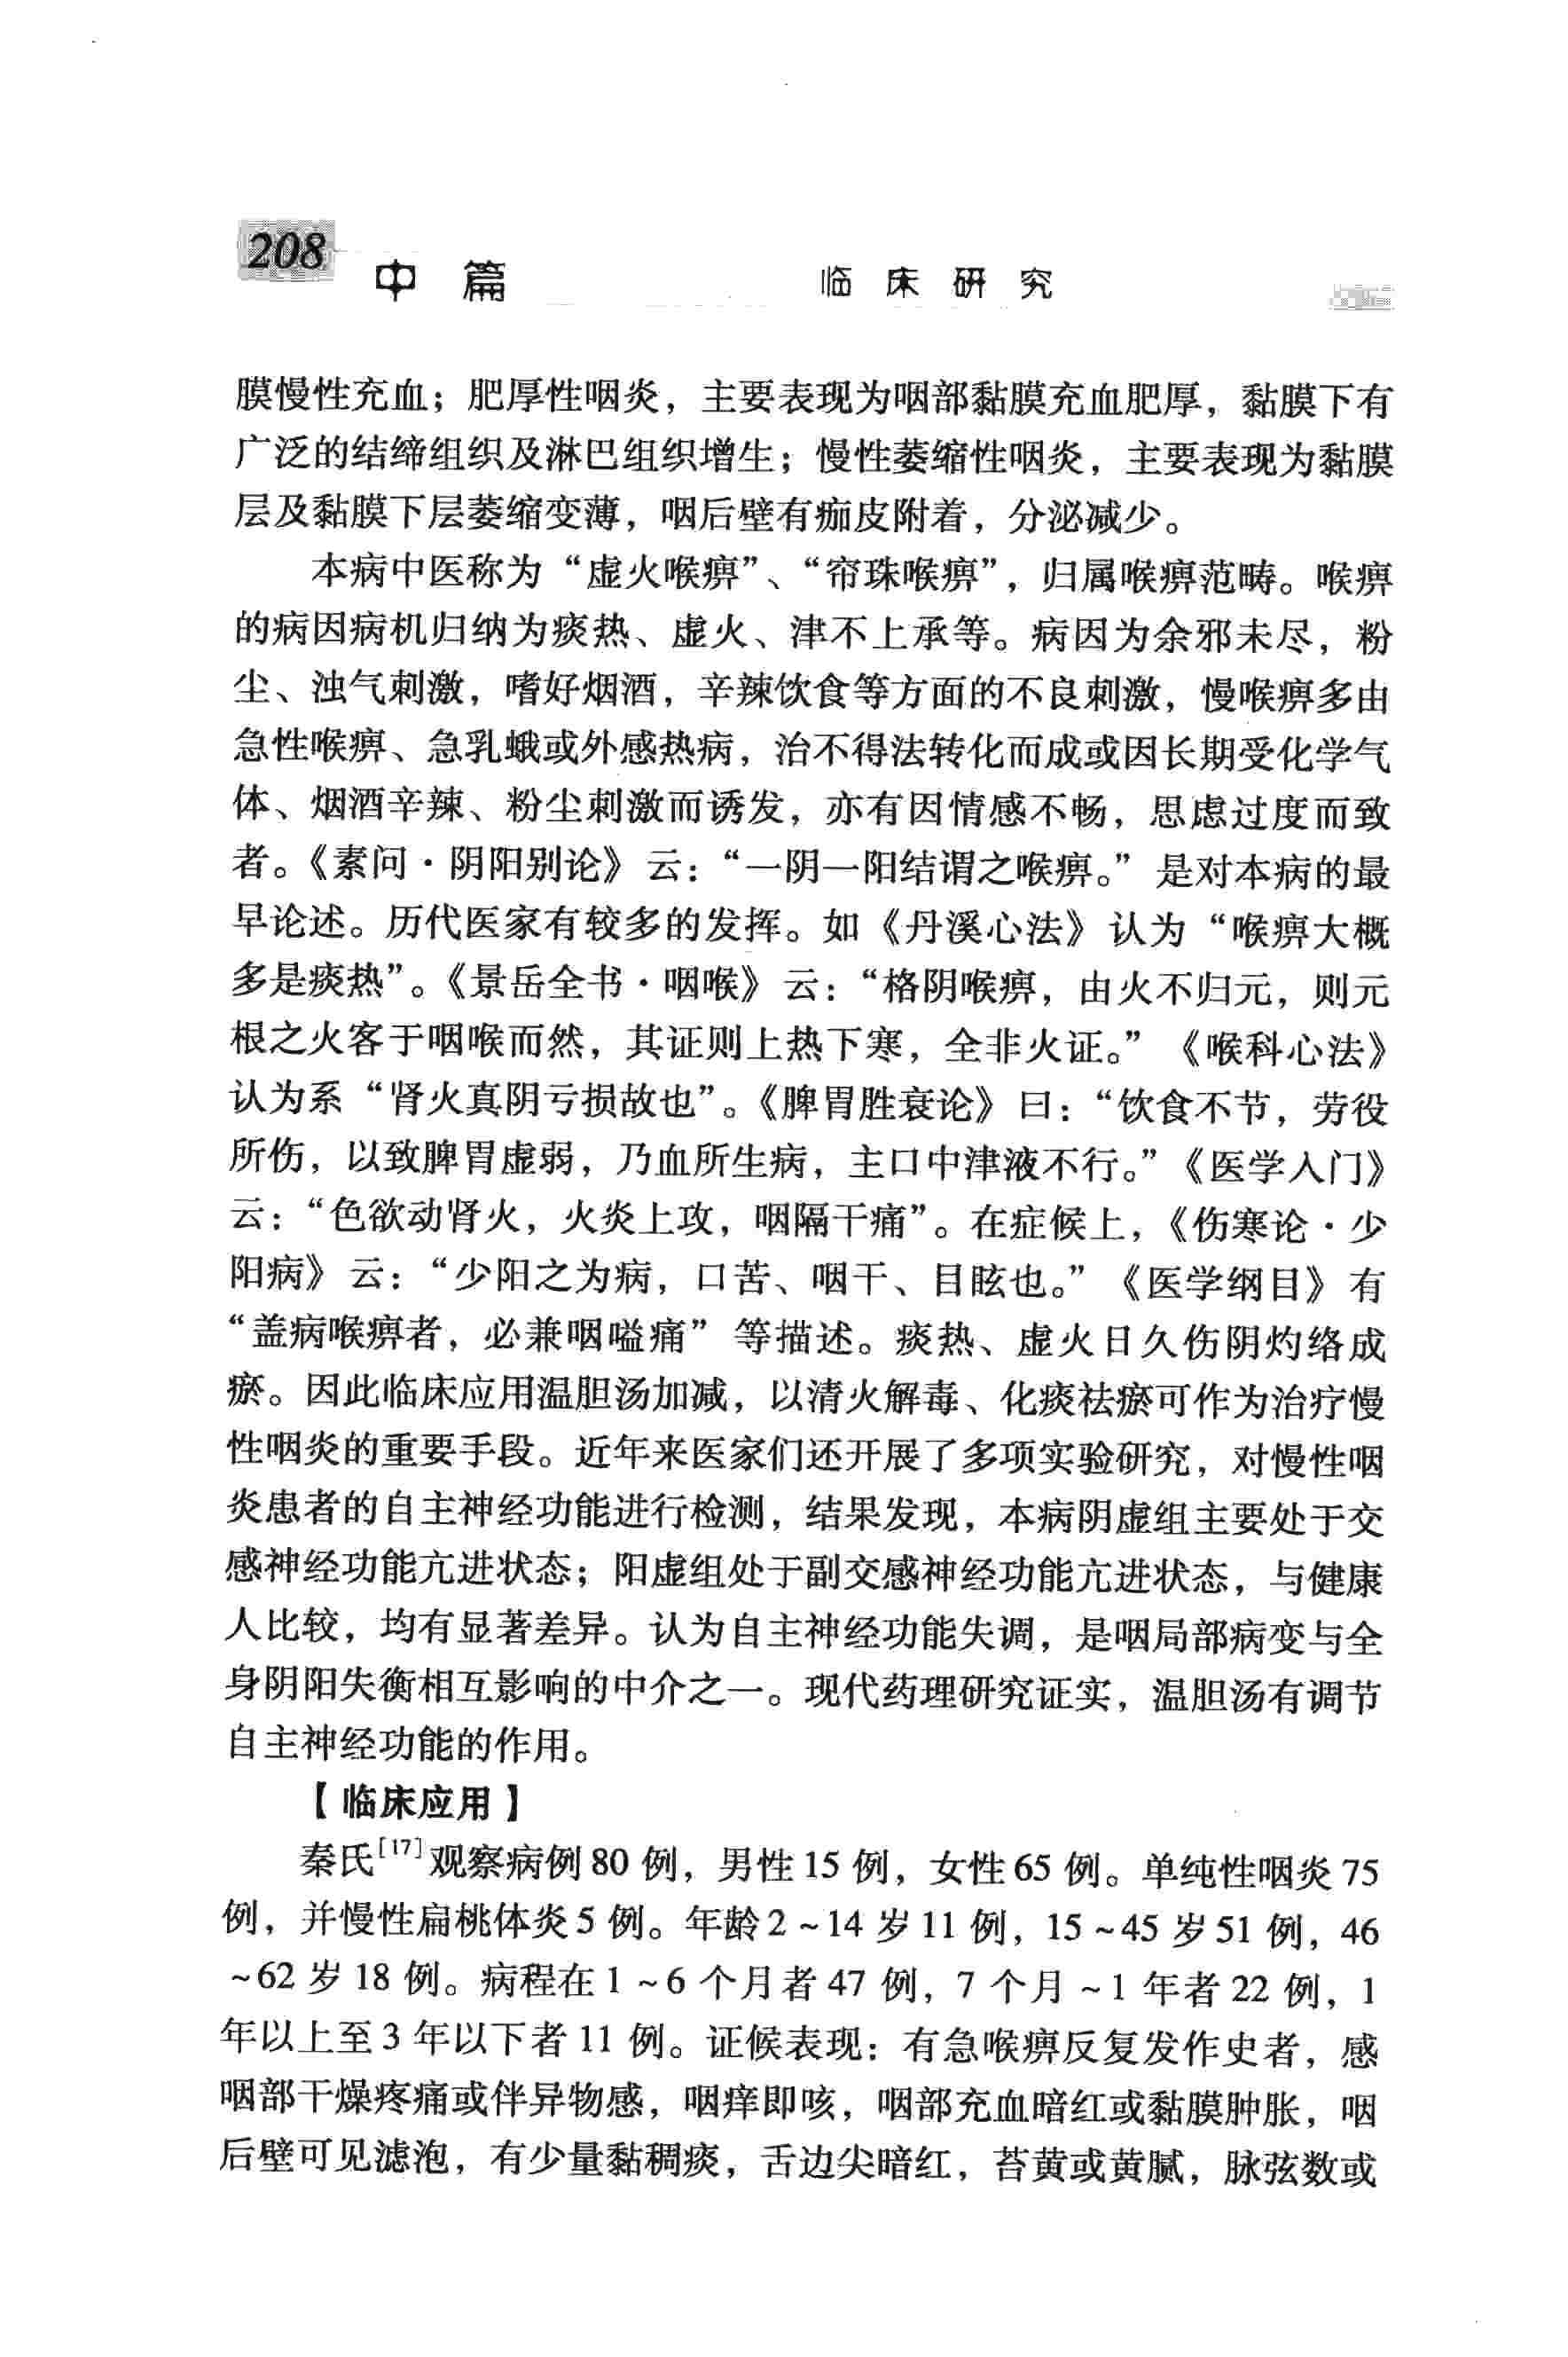 208
中 篇 临 床 研 究
膜慢性充血；肥厚性咽炎，主要表现为咽部黏膜充血肥厚，黏膜下有
广泛的结缔组织及淋巴组织增生；慢性萎缩性咽炎，主要表现为黏膜
层及黏膜下层萎缩变薄，咽后壁有痂皮附着，分泌减少。
本病中医称为“虚火喉痹”、“帘珠喉痹”，归属喉痹范畴。喉痹
的病因病机归纳为痰热、虚火、津不上承等。病因为余邪未尽，粉
尘、浊气刺激，嗜好烟酒，辛辣饮食等方面的不良刺激，慢喉痹多由
急性喉痹、急乳蛾或外感热病，治不得法转化而成或因长期受化学气
体、烟酒辛辣、粉尘刺激而诱发，亦有因情感不畅，思虑过度而致
者。《素问·阴阳别论》云：“一阴一阳结谓之喉痹。”是对本病的最
早论述。历代医家有较多的发挥。如《丹溪心法》认为“喉痹大概
多是痰热”。《景岳全书·咽喉》云：“格阴喉痹，由火不归元，则元
根之火客于咽喉而然，其证则上热下寒，全非火证。”《喉科心法》
认为系“肾火真阴亏损故也”。《脾胃胜衰论》曰：“饮食不节，劳役
所伤，以致脾胃虚弱，乃血所生病，主口中津液不行。”《医学入门》
云：“色欲动肾火，火炎上攻，咽隔干痛”。在症候上，《伤寒论·少
阳病》云：“少阳之为病，口苦、咽干、目眩也。”《医学纲目》有
“盖病喉痹者，必兼咽嗌痛”等描述。痰热、虚火日久伤阴灼络成
瘀。因此临床应用温胆汤加减，以清火解毒、化痰祛瘀可作为治疗慢
性咽炎的重要手段。近年来医家们还开展了多项实验研究，对慢性咽
炎患者的自主神经功能进行检测，结果发现，本病阴虚组主要处于交
感神经功能亢进状态；阳虚组处于副交感神经功能亢进状态，与健康
人比较，均有显著差异。认为自主神经功能失调，是咽局部病变与全
身阴阳失衡相互影响的中介之一。现代药理研究证实，温胆汤有调节
自主神经功能的作用。
【临床应用】
秦氏[17]观察病例80例，男性15例，女性65例。单纯性咽炎75
例，并慢性扁桃体炎5例。年龄2~14岁11例，15~45岁51例，46
~62岁18例。病程在1~6个月者47例，7个月~1年者22例，1
年以上至3年以下者11例。证候表现：有急喉痹反复发作史者，感
咽部干燥疼痛或伴异物感，咽痒即咳，咽部充血暗红或黏膜肿胀，咽
后壁可见滤泡，有少量黏稠痰，舌边尖暗红，苔黄或黄腻，脉弦数或